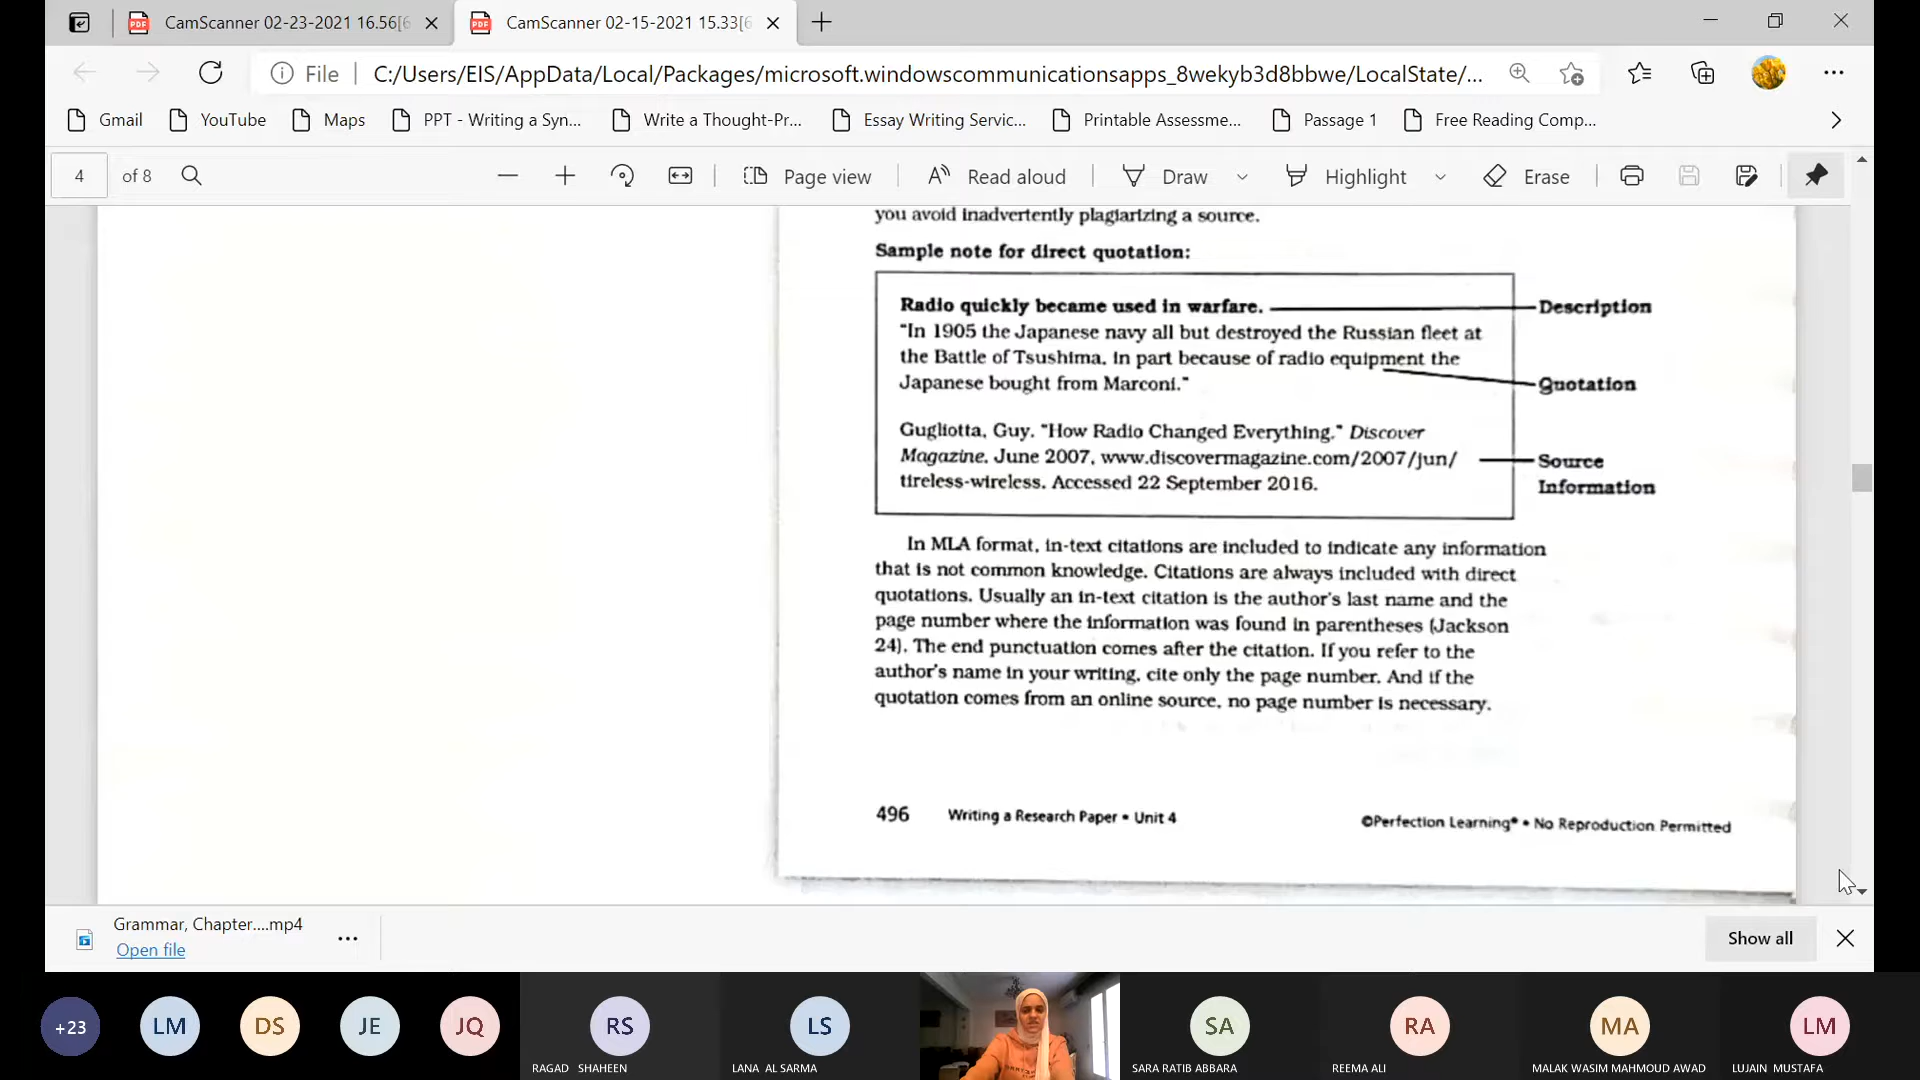 CamScanner 02-23-2021 16.56[6
CamScanner 02-15-2021 15.33[6
File
C:/Users/EIS/AppData/Local/Packages/microsoft.windowscommunicationsapps_8wekyb3d8bbwe/LocalState/...
Gmail
YouTube
Maps
PPT - Writing a Syn...
Write a Thought-Pr...
Essay Writing Servic...
Printable Assessme...
Passage 1
Free Reading Comp...
4 of 8
Page view
Read aloud
Draw
Highlight
Erase
you avoid inadvertently plagiarizing a source.
Sample note for direct quotation:
Radio quickly became used in warfare.
Description
"In 1905 the Japanese navy all but destroyed the Russian fleet at
the Battle of Tsushima, in part because of radio equipment the
Japanese bought from Marconi."
Quotation
Gugliotta, Guy. "How Radio Changed Everything." Discover
Magazine. June 2007, www.discovermagazine.com/2007/jun/
tireless-wireless. Accessed 22 September 2016.
Source
Information
In MLA format, in-text citations are included to indicate any information
that is not common knowledge. Citations are always included with direct
quotations. Usually an in-text citation is the author's last name and the
page number where the information was found in parentheses (Jackson
24). The end punctuation comes after the citation. If you refer to the
author's name in your writing, cite only the page number. And if the
quotation comes from an online source, no page number is necessary.
496 Writing a Research Paper • Unit 4
©Perfection Learning® • No Reproduction Permitted
Grammar, Chapter....mp4
Open file
Show all
+23
LM
DS
JE
JQ
RS
LS
SA
RA
MA
LM
RAGAD SHAHEEN
LANA AL SARMA
SARA RATIB ABBARA
REEMA ALI
MALAK WASIM MAHMOUD AWAD
LUJAIN MUSTAFA